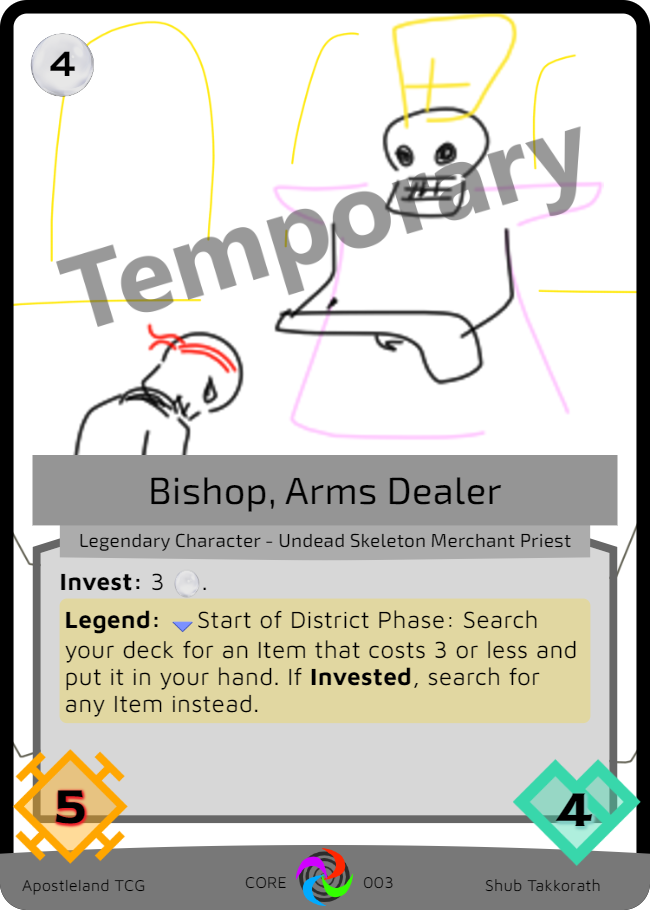 4
Temporary
Bishop, Arms Dealer
Legendary Character - Undead Skeleton Merchant Priest
Invest: 3 .
Legend: Start of District Phase: Search
your deck for an Item that costs 3 or less and
put it in your hand. If Invested, search for
any Item instead.
5
4
Apostleland TCG
CORE
003
Shub Takkorath